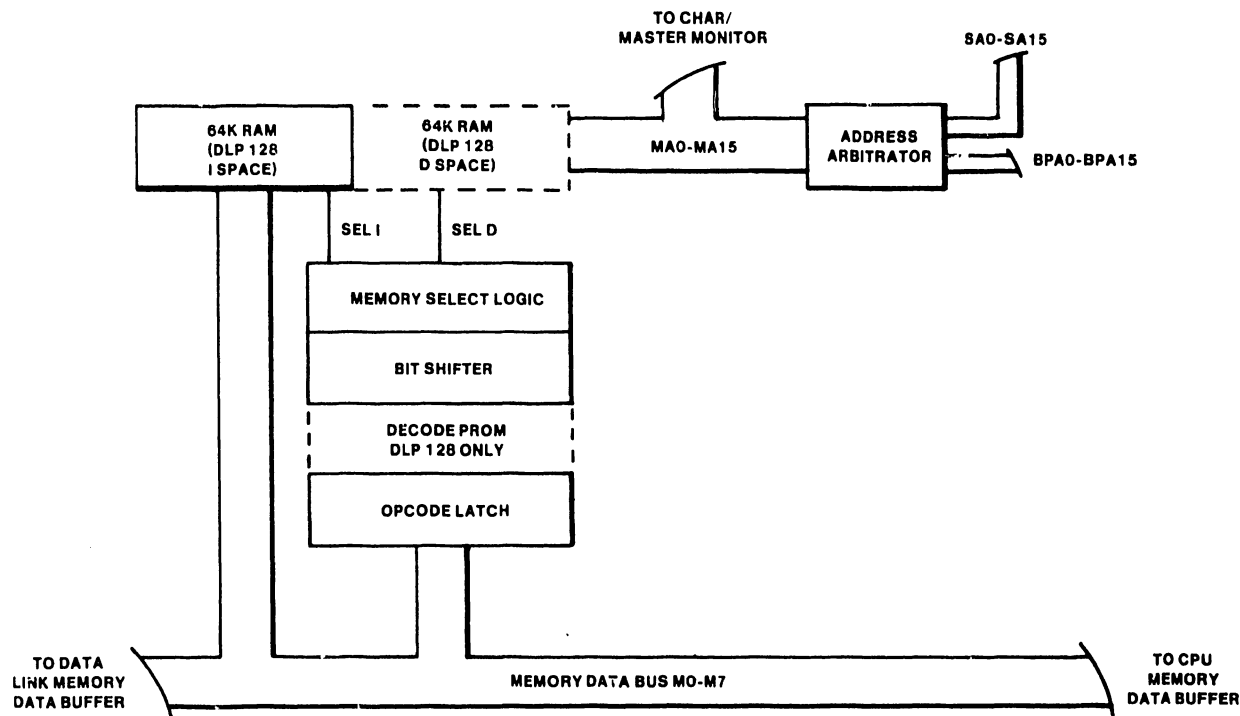 TO CHAR/
MASTER MONITOR
SA0-SA15
64K RAM
(DLP 128
I SPACE)
64K RAM
(DLP 128
D SPACE)
MA0-MA15
ADDRESS
ARBITRATOR
BPA0-BPA15
SEL I
SEL D
MEMORY SELECT LOGIC
BIT SHIFTER
DECODE PROM
DLP 128 ONLY
OPCODE LATCH
TO DATA
LINK MEMORY
DATA BUFFER
MEMORY DATA BUS M0-M7
TO CPU
MEMORY
DATA BUFFER